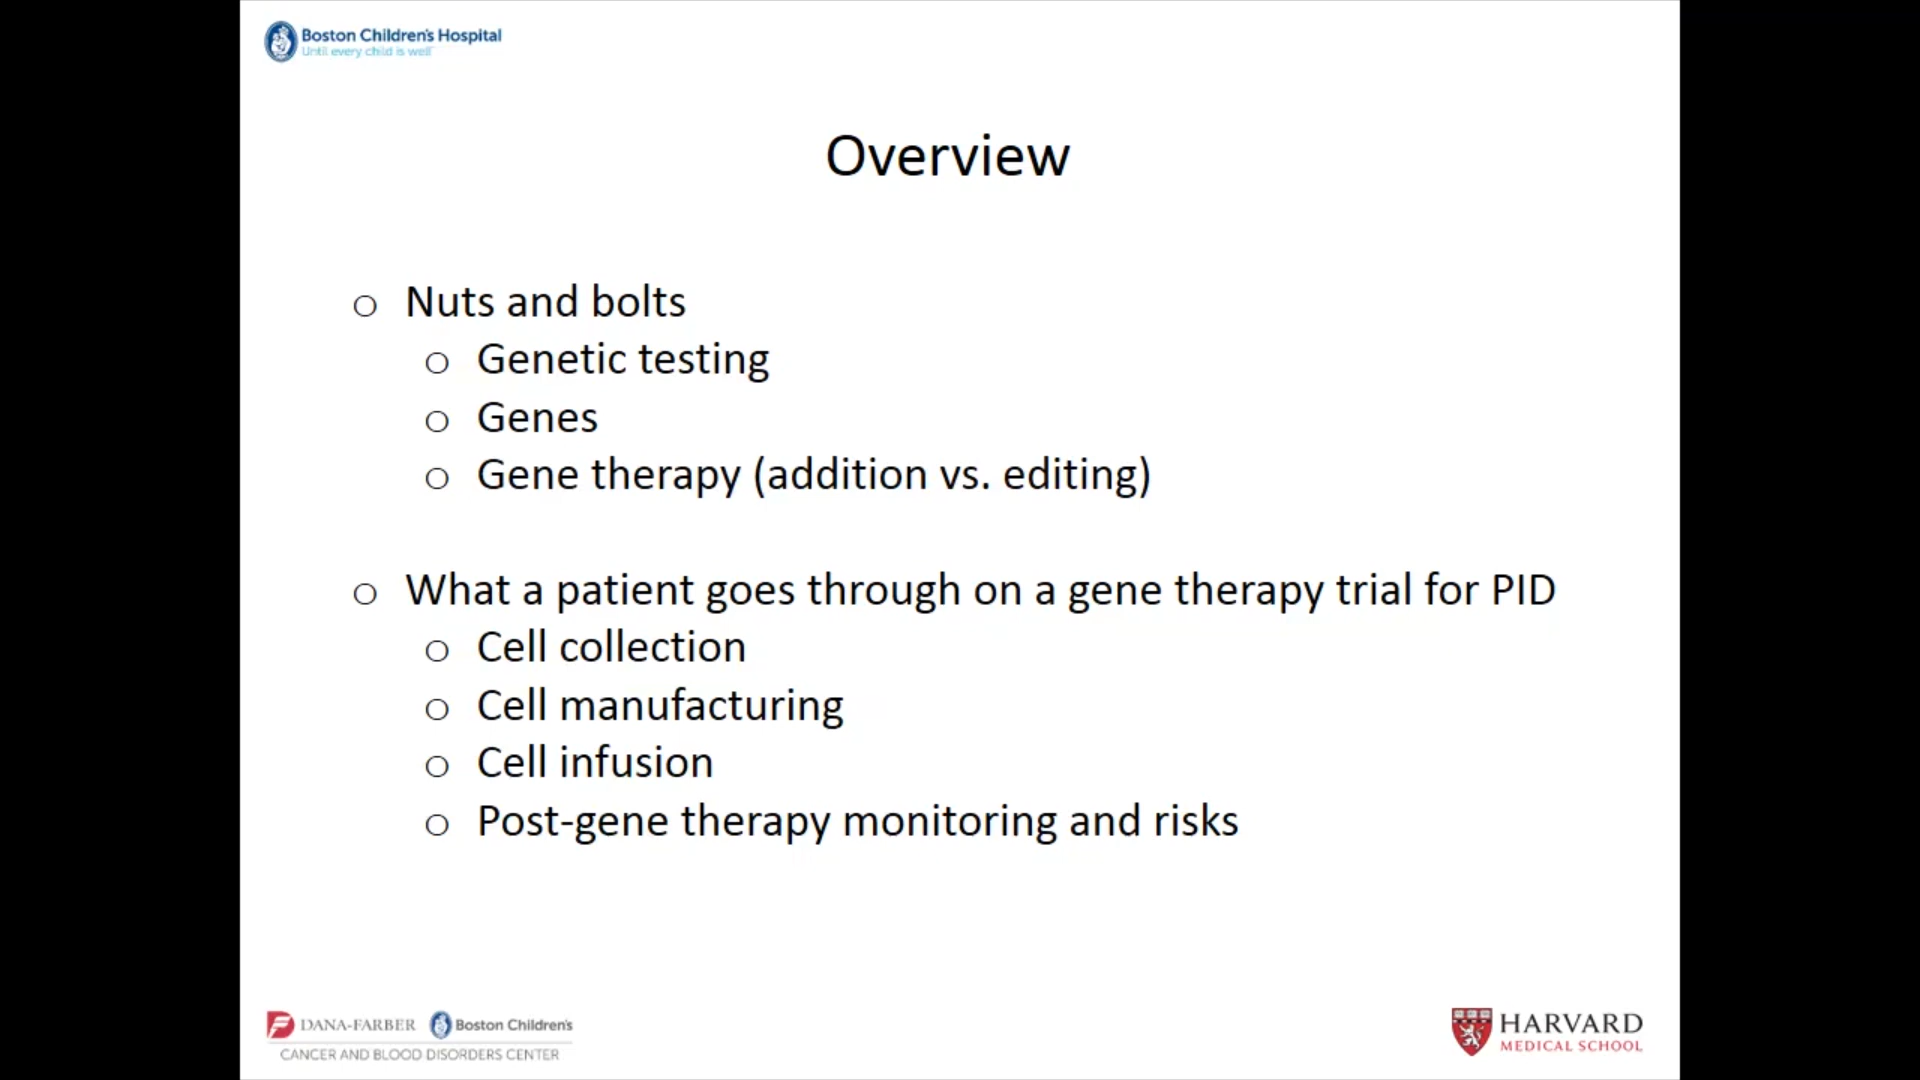 Boston Children's Hospital
Until every child is well
Overview
o Nuts and bolts
o Genetic testing
o Genes
o Gene therapy (addition vs. editing)
o What a patient goes through on a gene therapy trial for PID
o Cell collection
o Cell manufacturing
o Cell infusion
o Post-gene therapy monitoring and risks
DANA-FARBER Boston Children's
CANCER AND BLOOD DISORDERS CENTER
HARVARD
MEDICAL SCHOOL